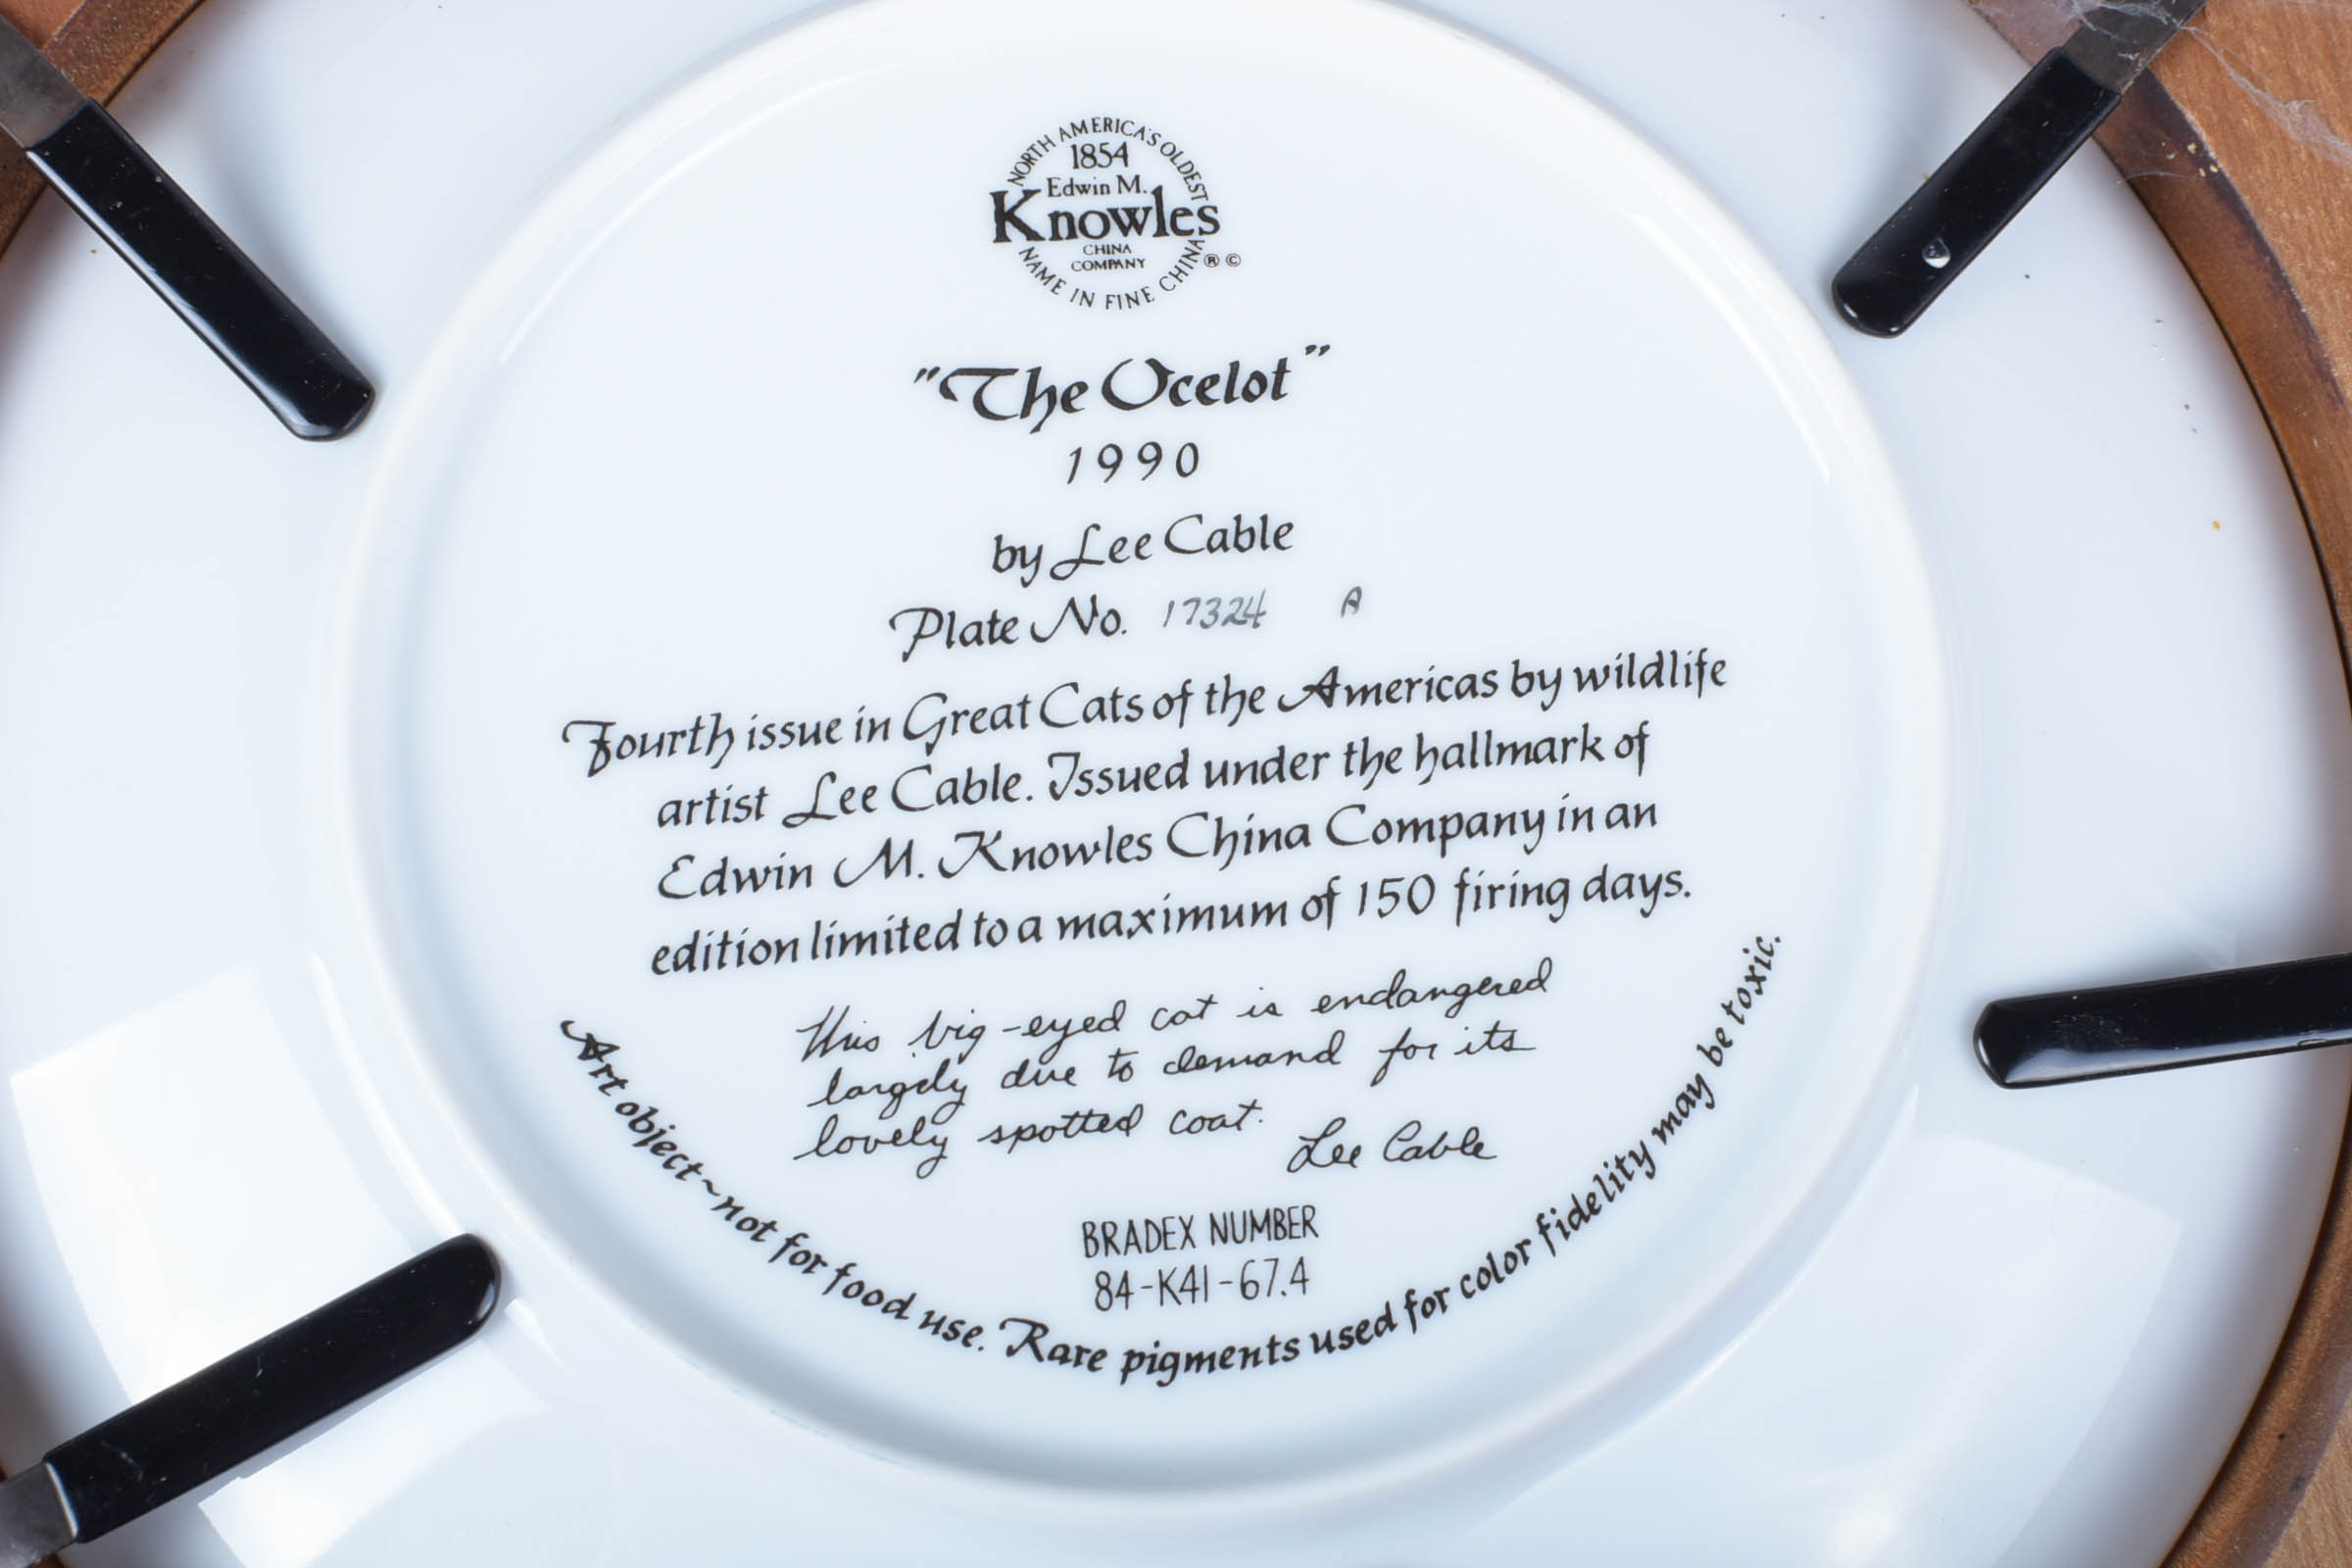 NORTH AMERICA'S OLDEST
1854
Edwin M.
Knowles
CHINA
COMPANY
NAME IN FINE CHINA
® ©
"The Ocelot"
1990
by Lee Cable
Plate No. 17324 A
Fourth issue in Great Cats of the Americas by wildlife
artist Lee Cable. Issued under the hallmark of
Edwin M. Knowles China Company in an
edition limited to a maximum of 150 firing days.
This big-eyed cat is endangered
largely due to demand for its
lovely spotted coat.
Lee Cable
BRADEX NUMBER
84-K41-67.4
Art object~not for food use. Rare pigments used for color fidelity may be toxic.